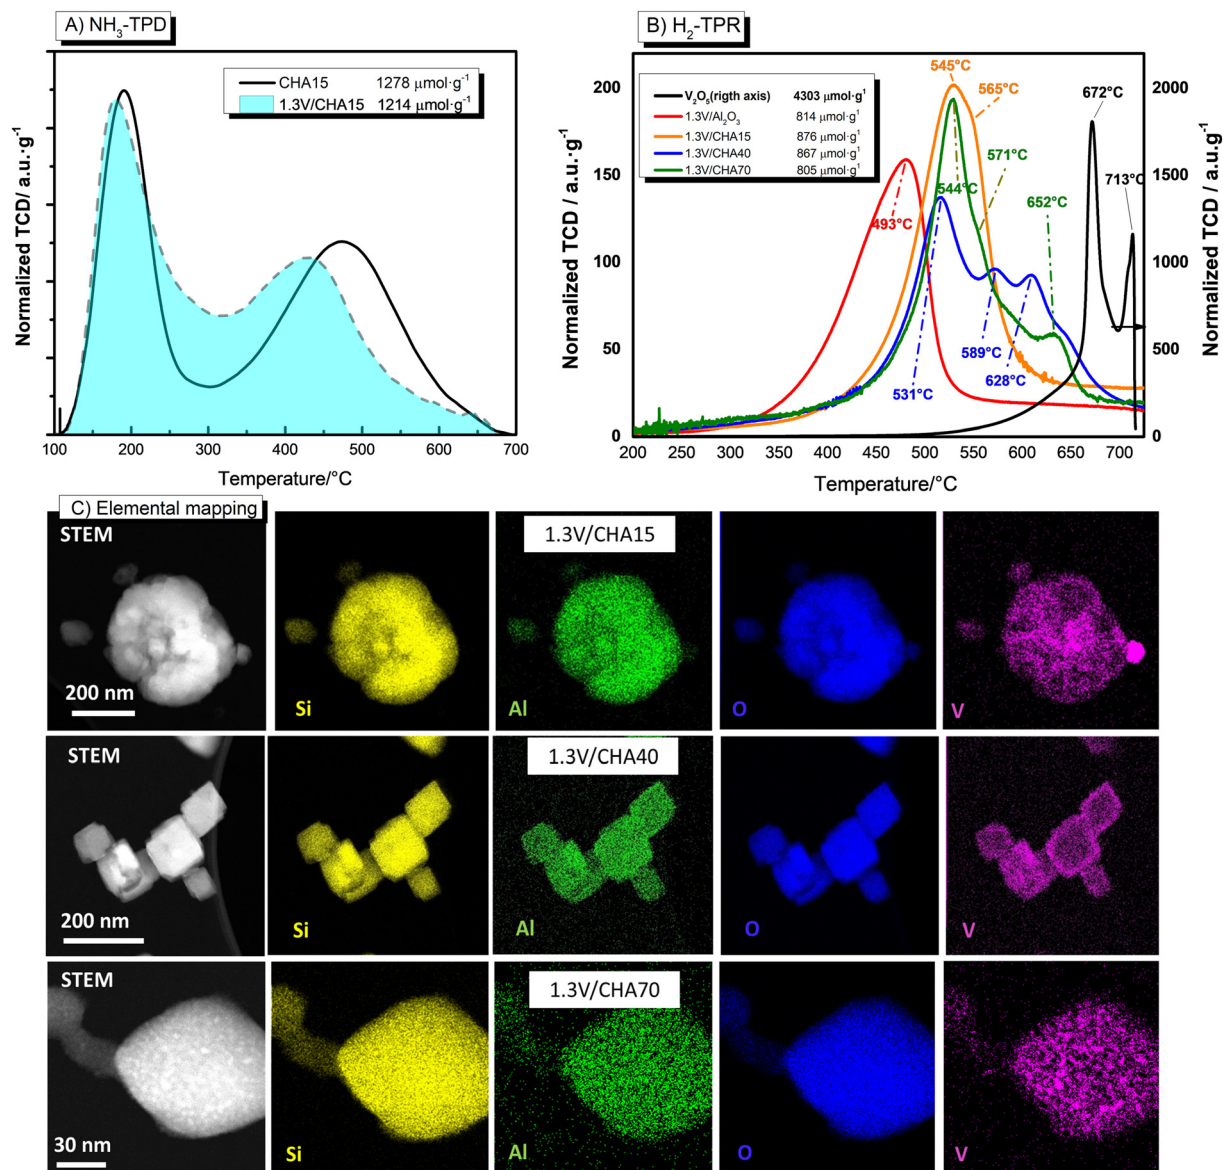 A) NH₃-TPD
CHA15 1278 μmol·g⁻¹
1.3V/CHA15 1214 μmol·g⁻¹
Normalized TCD/ a.u.·g⁻¹
100 200 300 400 500 600 700
Temperature/°C
B) H₂-TPR
V₂O₅(rigth axis) 4303 μmol·g¹
1.3V/Al₂O₃ 814 μmol·g¹
1.3V/CHA15 876 μmol·g¹
1.3V/CHA40 867 μmol·g¹
1.3V/CHA70 805 μmol·g¹
545°C
565°C
672°C
571°C
713°C
544°C
652°C
493°C
589°C
628°C
531°C
Normalized TCD / a.u.·g⁻¹
200
150
100
50
0
2000
1500
1000
500
0
Normalized TCD / a.u.g⁻¹
200 250 300 350 400 450 500 550 600 650 700
Temperature/°C
C) Elemental mapping
STEM
200 nm
Si
1.3V/CHA15
Al
O
V
STEM
200 nm
Si
1.3V/CHA40
Al
O
V
STEM
30 nm
Si
1.3V/CHA70
Al
O
V